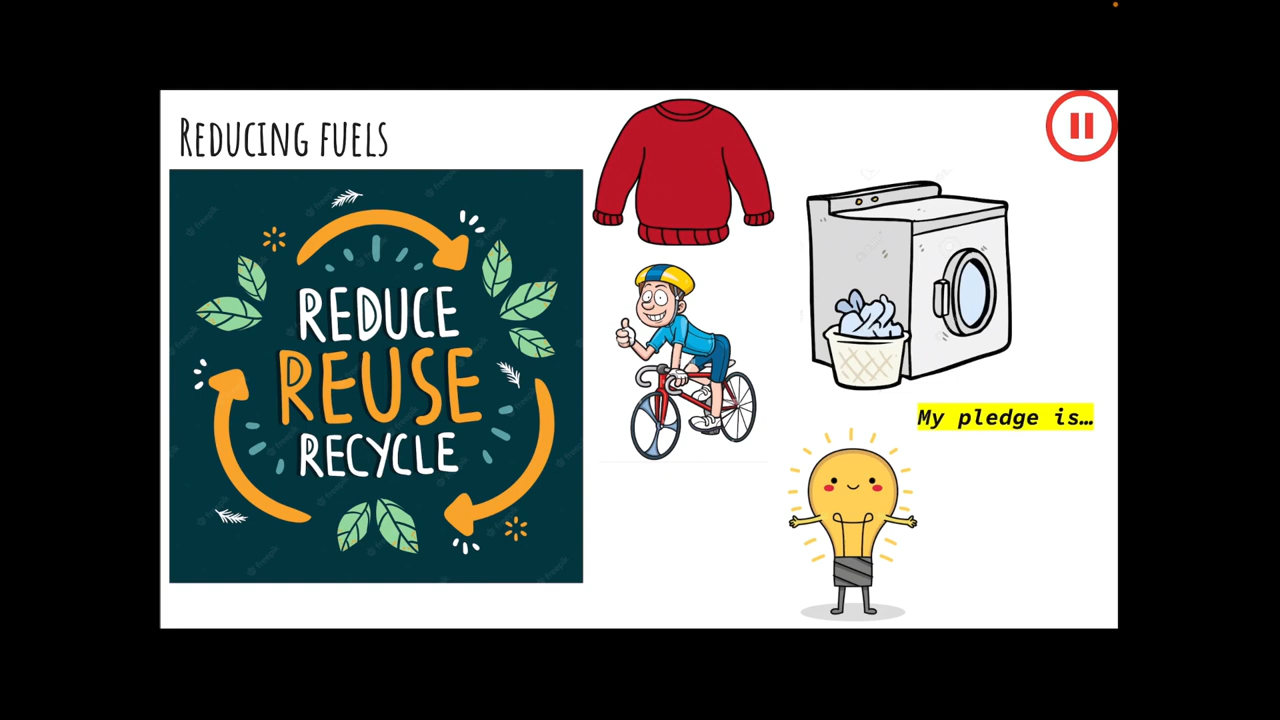 REDUCING FUELS
REDUCE
REUSE
RECYCLE
My pledge is…